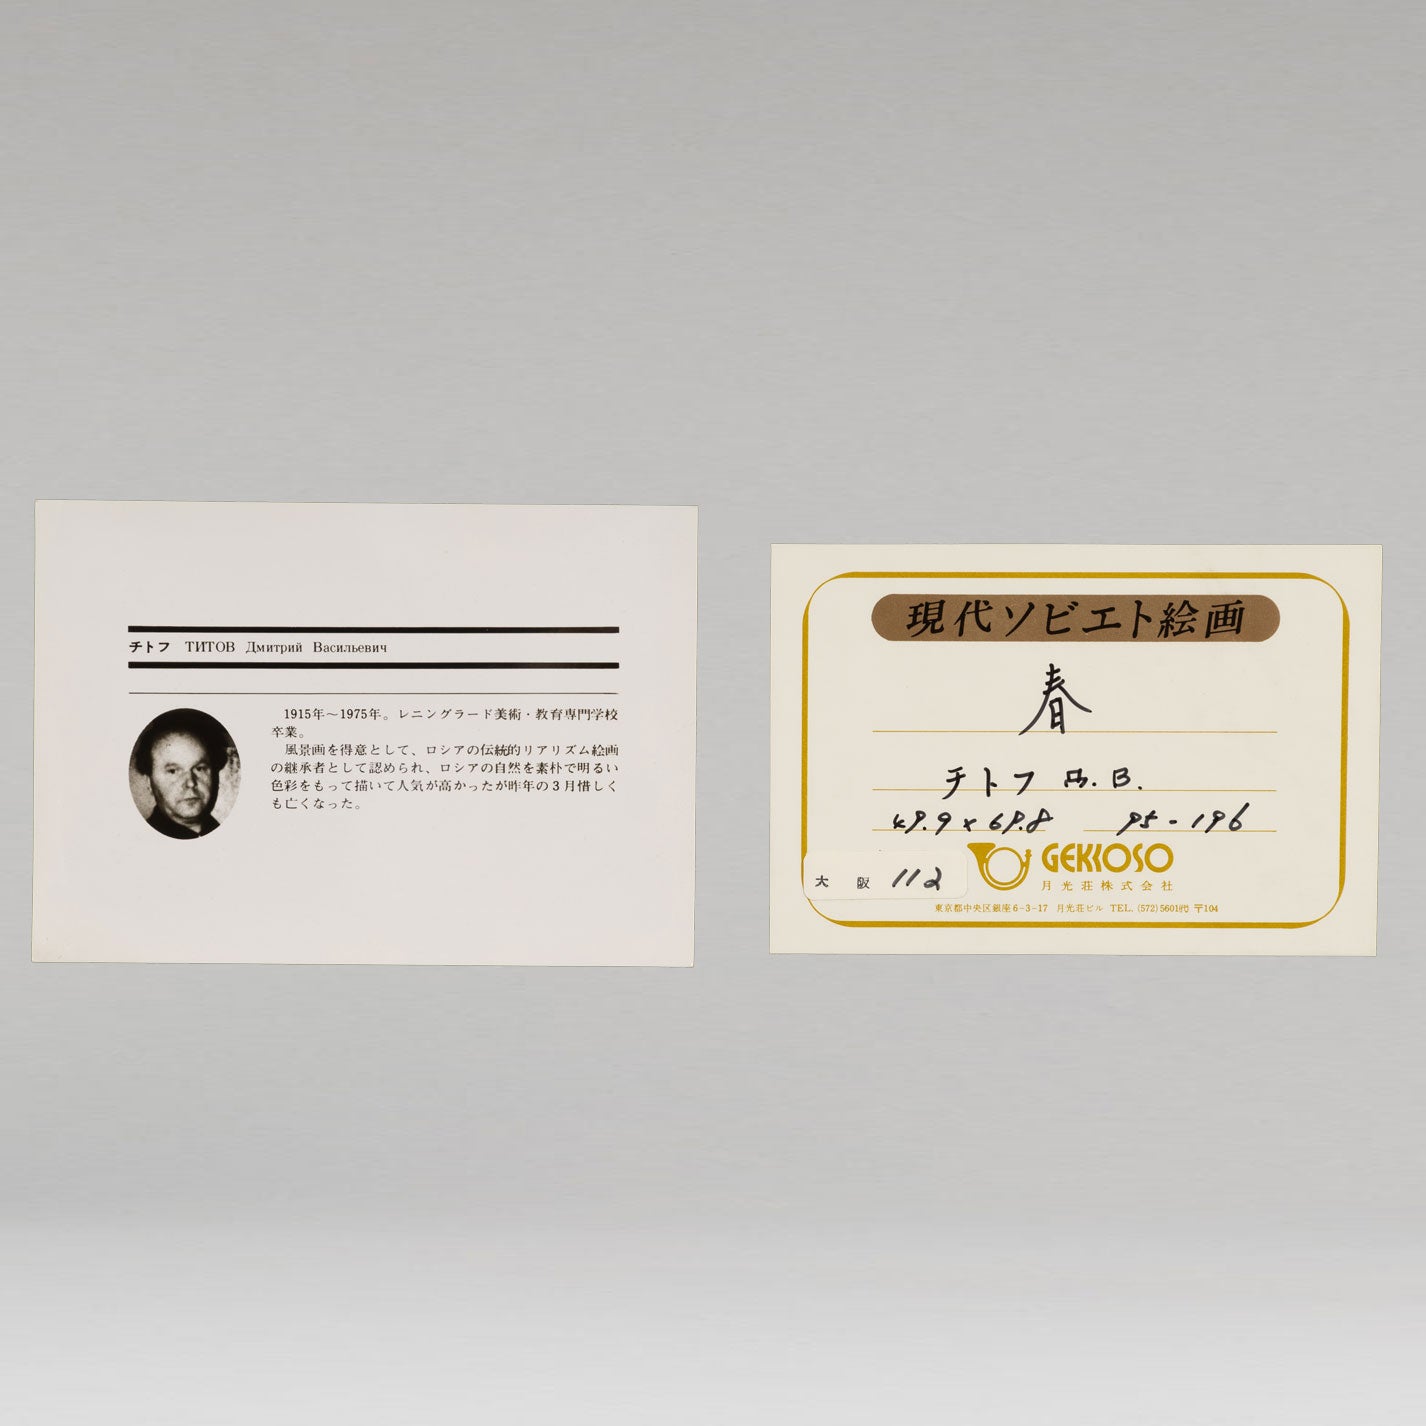 チトフ ТИТОВ Дмитрий Васильевич
1915年～1975年。レニングラード美術・教育専門学校
卒業。
風景画を得意として、ロシアの伝統的リアリズム絵画
の継承者として認められ、ロシアの自然を素朴で明るい
色彩をもって描いて人気が高かったが昨年の3月惜しく
も亡くなった。
現代ソビエト絵画
春
チトフ Д. В.
49.9 x 69.8 95-196
GEKKOSO
月光荘株式会社
大阪 112
東京都中央区銀座6-3-17 月光荘ビル TEL. (572) 5601㈹ 〒104